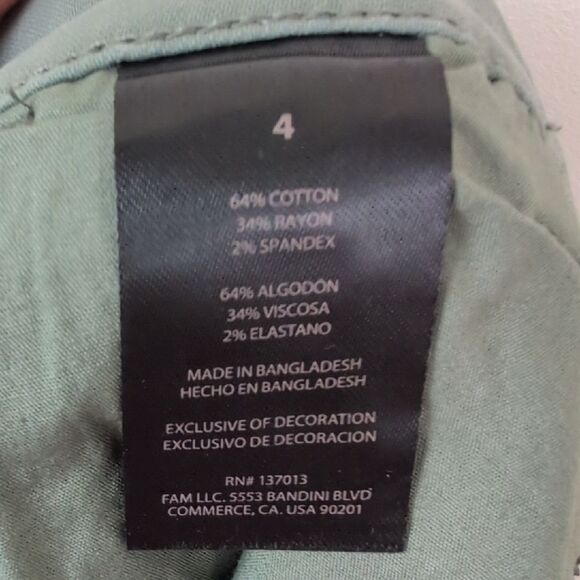 4
64% COTTON
34% RAYON
2% SPANDEX
64% ALGODÓN
34% VISCOSA
2% ELASTANO
MADE IN BANGLADESH
HECHO EN BANGLADESH
EXCLUSIVE OF DECORATION
EXCLUSIVO DE DECORACION
RN# 137013
FAM LLC. 5553 BANDINI BLVD
COMMERCE, CA. USA 90201